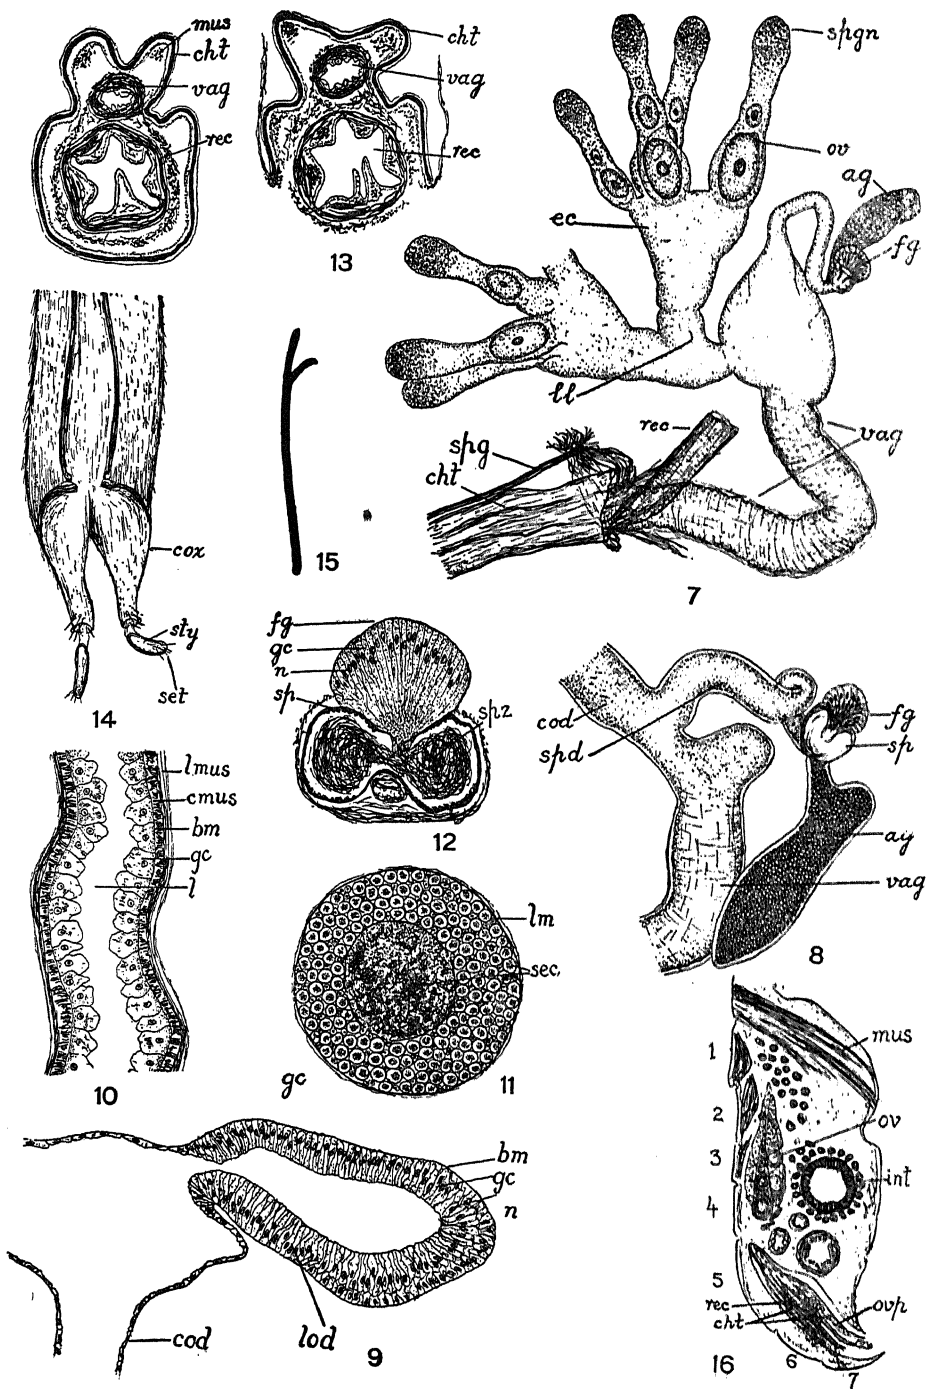 mus
cht
vag
rec
cht
vag
rec
13
spgn
ov
ag
fg
ec
ll
rec
vag
spg
cht
7
cox
sty
set
14
15
fg
gc
n
sp
spz
12
cod
spd
fg
sp
ag
vag
8
lmus
cmus
bm
gc
l
10
lm
sec
gc
11
bm
gc
n
cod
lod
9
1
mus
2
ov
3
int
4
5
rec
cht
ovp
16
6
7